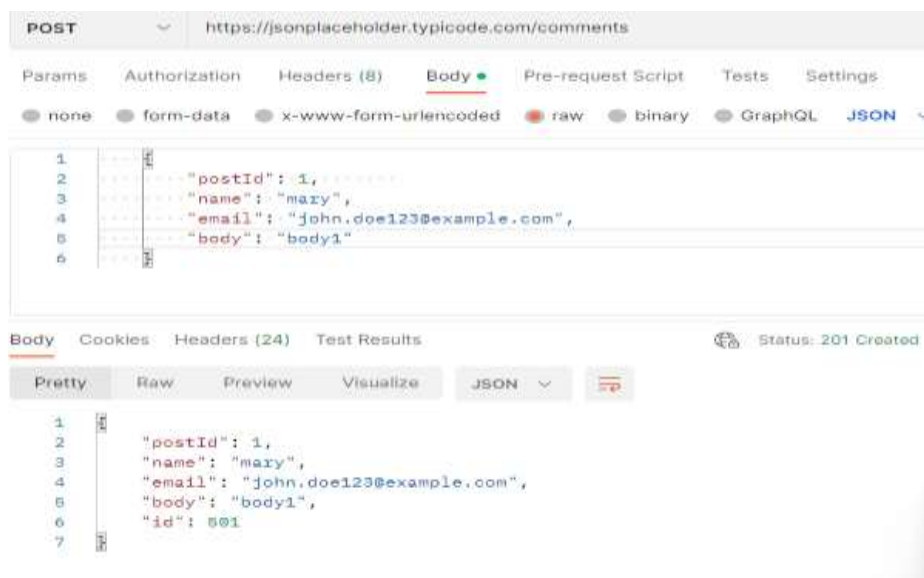 POST https://jsonplaceholder.typicode.com/comments
Params Authorization Headers (8) Body Pre-request Script Tests Settings
none form-data x-www-form-urlencoded raw binary GraphQL JSON
1 {
2 "postId": 1,
3 "name": "mary",
4 "email": "john.doe123@example.com",
5 "body": "body1"
6 }
Body Cookies Headers (24) Test Results Status: 201 Created
Pretty Raw Preview Visualize JSON
1 {
2 "postId": 1,
3 "name": "mary",
4 "email": "john.doe123@example.com",
5 "body": "body1",
6 "id": 501
7 }